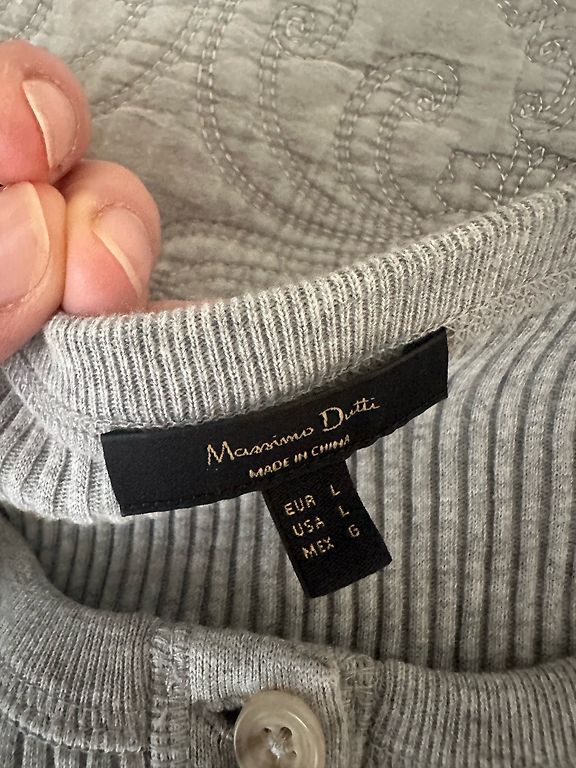 Massimo Dutti
MADE IN CHINA
EUR L
USA L
MEX G